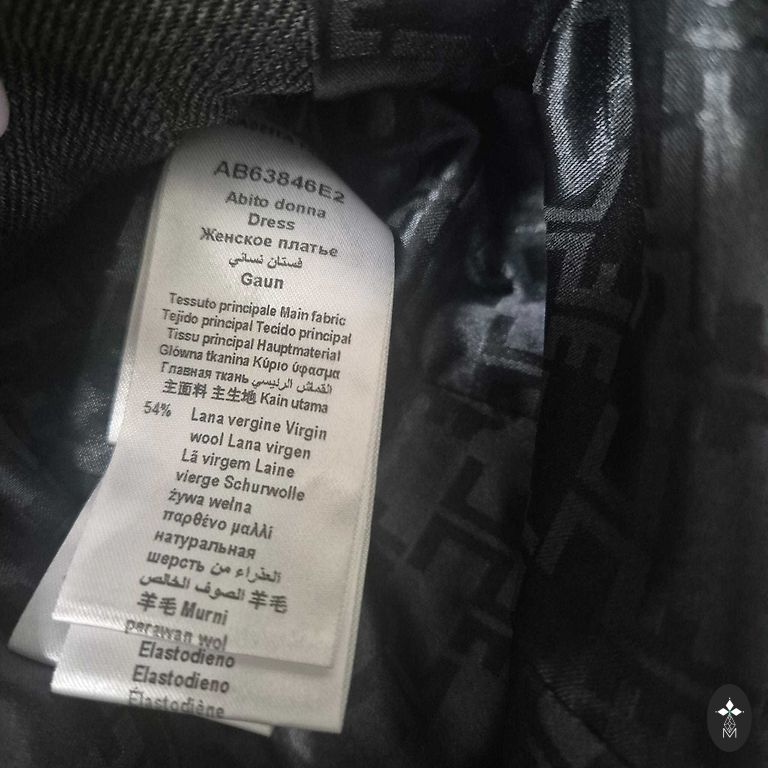 AB63846E2
Abito donna
Dress
Женское платье
فستان نسائي
Gaun
Tessuto principale Main fabric
Tejido principal Tecido principal
Tissu principal Hauptmaterial
Główna tkanina Κύριο ύφασμα
Главная ткань القماش الرئيسي
主面料 主生地 Kain utama
54% Lana vergine Virgin
wool Lana virgen
Lã virgem Laine
vierge Schurwolle
żywa wełna
παρθένο μαλλί
натуральная
шерсть العذراء من
الصوف الخالص 羊毛
羊毛 Murni
perawan wol
Elastodieno
Elastodieno
Élastodiène
M